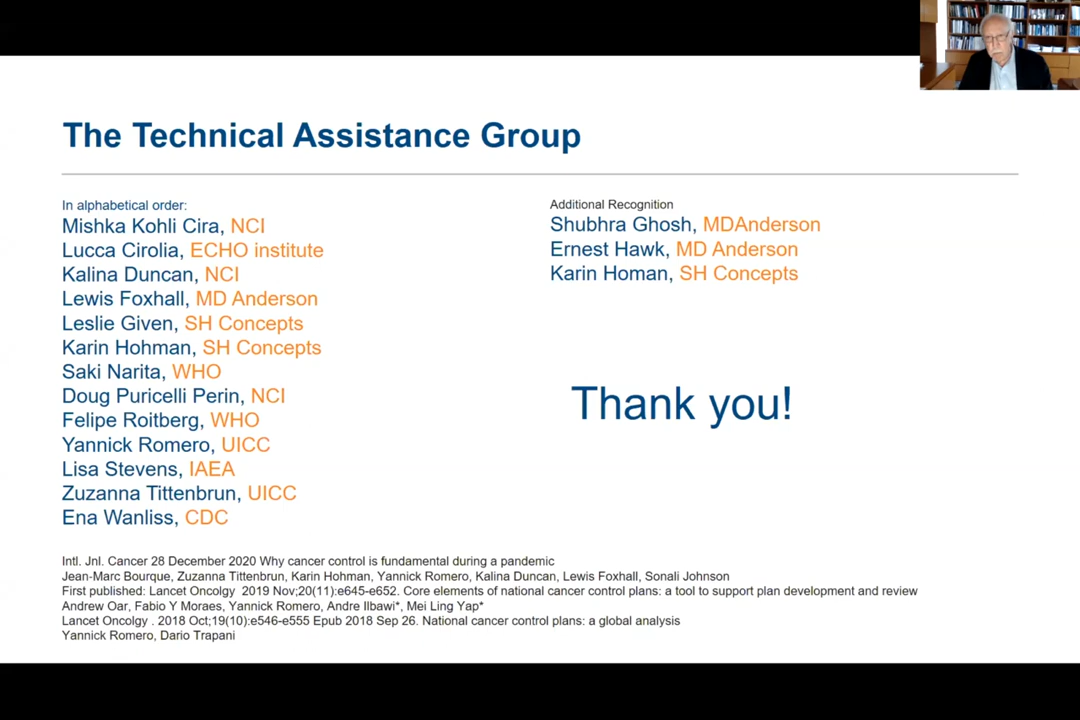 The Technical Assistance Group
In alphabetical order:
Mishka Kohli Cira, NCI
Lucca Cirolia, ECHO institute
Kalina Duncan, NCI
Lewis Foxhall, MD Anderson
Leslie Given, SH Concepts
Karin Hohman, SH Concepts
Saki Narita, WHO
Doug Puricelli Perin, NCI
Felipe Roitberg, WHO
Yannick Romero, UICC
Lisa Stevens, IAEA
Zuzanna Tittenbrun, UICC
Ena Wanliss, CDC
Additional Recognition
Shubhra Ghosh, MDAnderson
Ernest Hawk, MD Anderson
Karin Homan, SH Concepts
Thank you!
Intl. Jnl. Cancer 28 December 2020 Why cancer control is fundamental during a pandemic
Jean-Marc Bourque, Zuzanna Tittenbrun, Karin Hohman, Yannick Romero, Kalina Duncan, Lewis Foxhall, Sonali Johnson
First published: Lancet Oncolgy 2019 Nov;20(11):e645-e652. Core elements of national cancer control plans: a tool to support plan development and review
Andrew Oar, Fabio Y Moraes, Yannick Romero, Andre Ilbawi*, Mei Ling Yap*
Lancet Oncolgy . 2018 Oct;19(10):e546-e555 Epub 2018 Sep 26. National cancer control plans: a global analysis
Yannick Romero, Dario Trapani